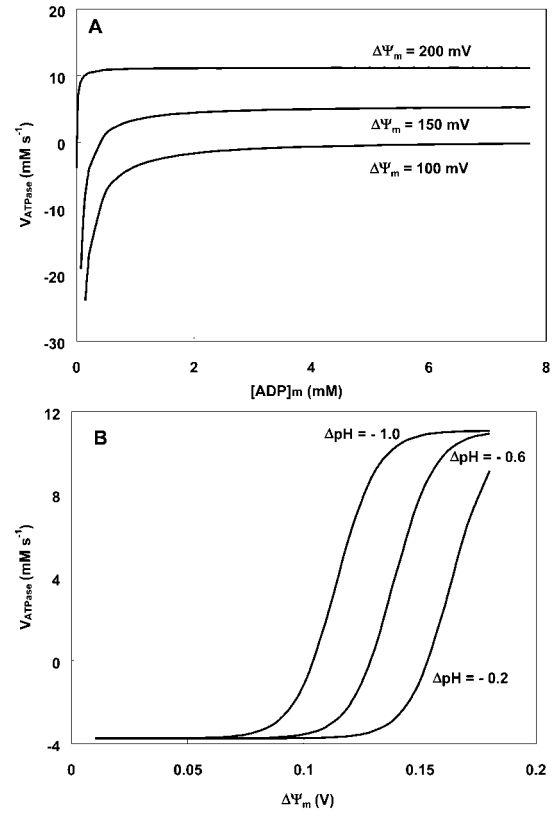 A
20
10
0
-10
-20
-30
V_ATPase (mM s⁻¹)
ΔΨₘ = 200 mV
ΔΨₘ = 150 mV
ΔΨₘ = 100 mV
0 2 4 6 8
[ADP]m (mM)
B
12
8
4
0
-4
V_ATPase (mM s⁻¹)
ΔpH = - 1.0
ΔpH = - 0.6
ΔpH = - 0.2
0 0.05 0.1 0.15 0.2
ΔΨₘ (V)